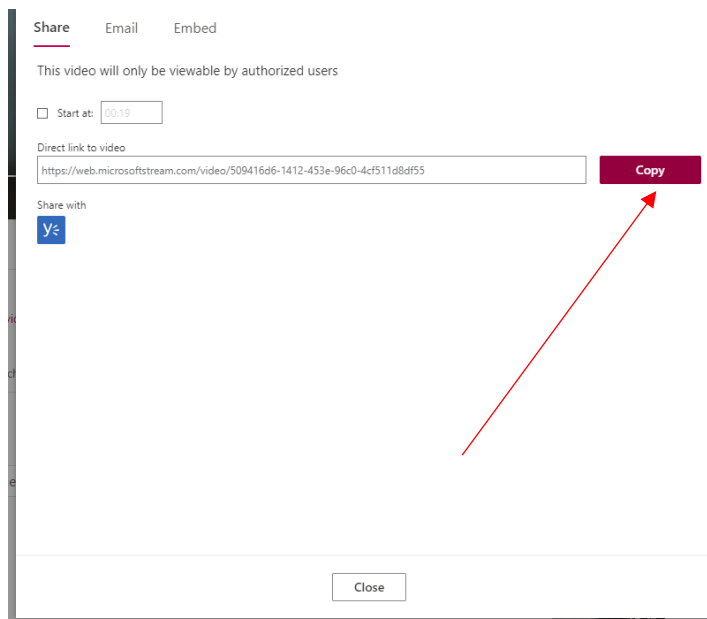 Share Email Embed
This video will only be viewable by authorized users
Start at: 00:19
Direct link to video
https://web.microsoftstream.com/video/509416d6-1412-453e-96c0-4cf511d8df55 Copy
Share with
Close